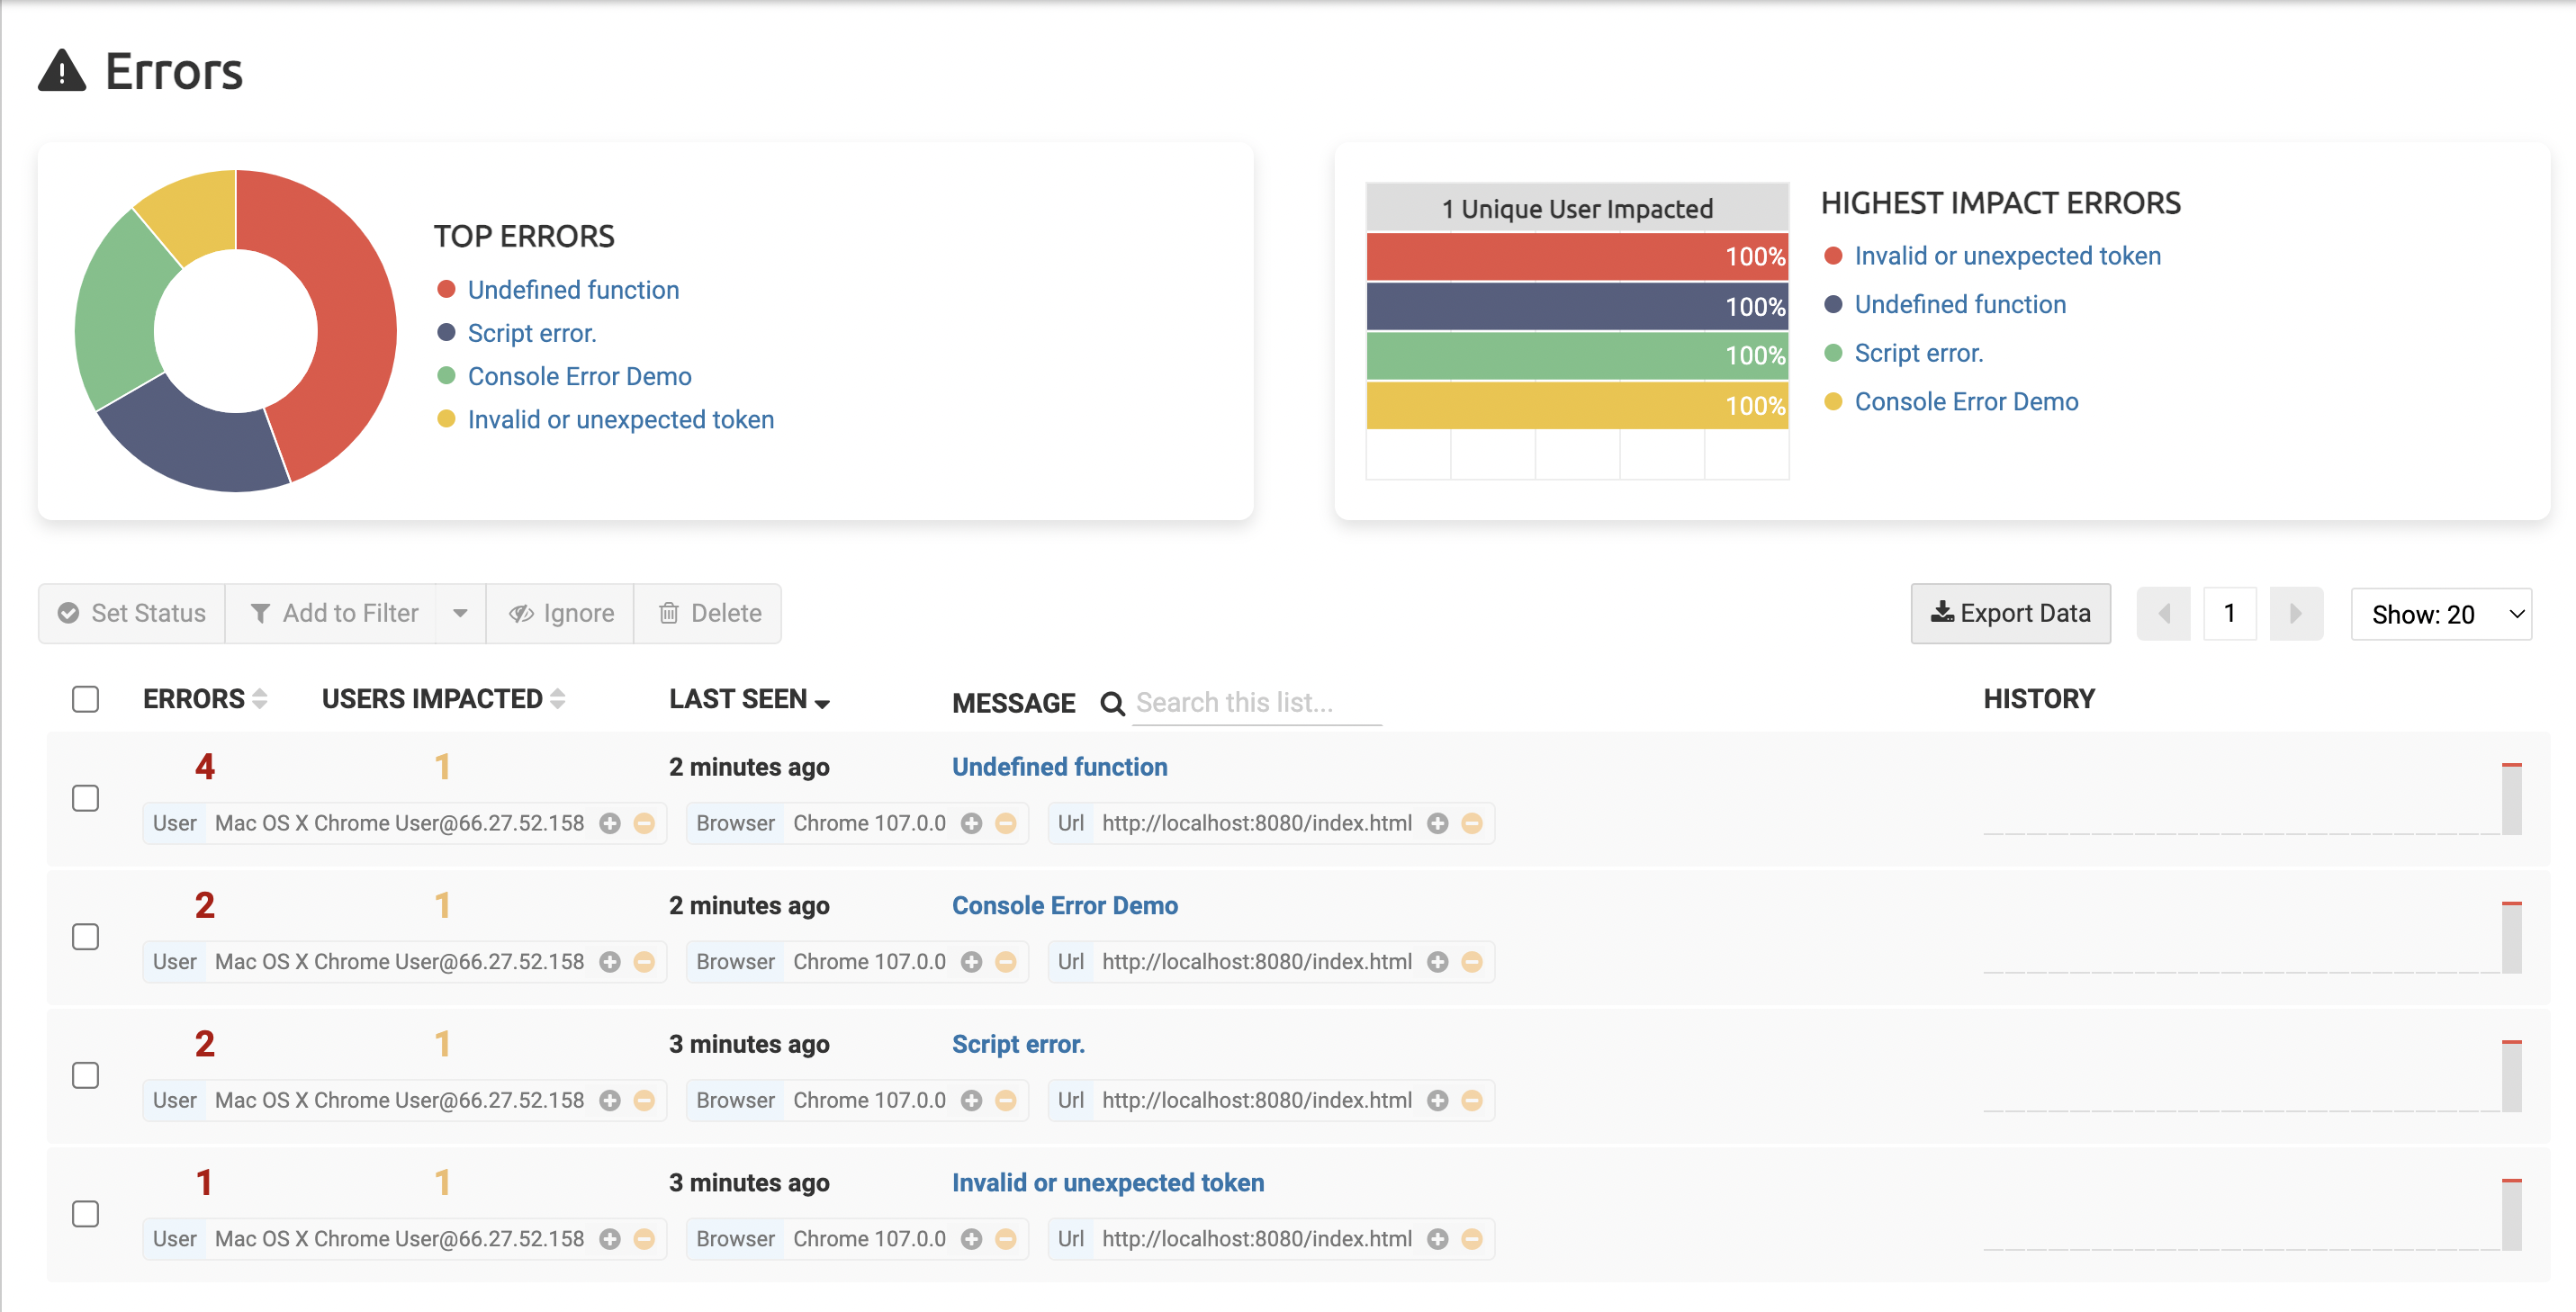 Errors
TOP ERRORS
Undefined function
Script error.
Console Error Demo
Invalid or unexpected token
1 Unique User Impacted
100%
100%
100%
100%
HIGHEST IMPACT ERRORS
Invalid or unexpected token
Undefined function
Script error.
Console Error Demo
Set Status Add to Filter Ignore Delete Export Data 1 Show: 20
ERRORS USERS IMPACTED LAST SEEN MESSAGE Search this list... HISTORY
4 1 2 minutes ago Undefined function
User Mac OS X Chrome User@66.27.52.158 Browser Chrome 107.0.0 Url http://localhost:8080/index.html
2 1 2 minutes ago Console Error Demo
User Mac OS X Chrome User@66.27.52.158 Browser Chrome 107.0.0 Url http://localhost:8080/index.html
2 1 3 minutes ago Script error.
User Mac OS X Chrome User@66.27.52.158 Browser Chrome 107.0.0 Url http://localhost:8080/index.html
1 1 3 minutes ago Invalid or unexpected token
User Mac OS X Chrome User@66.27.52.158 Browser Chrome 107.0.0 Url http://localhost:8080/index.html